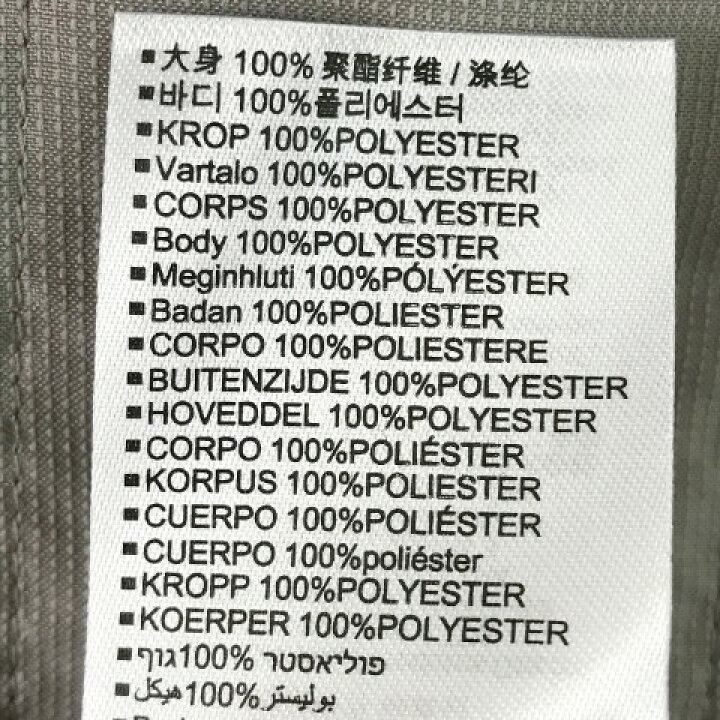 ▪大身 100% 聚酯纤维 / 涤纶
▪바디 100%폴리에스터
▪KROP 100%POLYESTER
▪Vartalo 100%POLYESTERI
▪CORPS 100%POLYESTER
▪Body 100%POLYESTER
▪Meginhluti 100%PÓLÝESTER
▪Badan 100%POLIESTER
▪CORPO 100%POLIESTERE
▪BUITENZIJDE 100%POLYESTER
▪HOVEDDEL 100%POLYESTER
▪CORPO 100%POLIÉSTER
▪KORPUS 100%POLIESTER
▪CUERPO 100%POLIÉSTER
▪CUERPO 100%poliéster
▪KROPP 100%POLYESTER
▪KOERPER 100%POLYESTER
▪גוף100% פוליאסטר
▪هيكل100% بوليستر